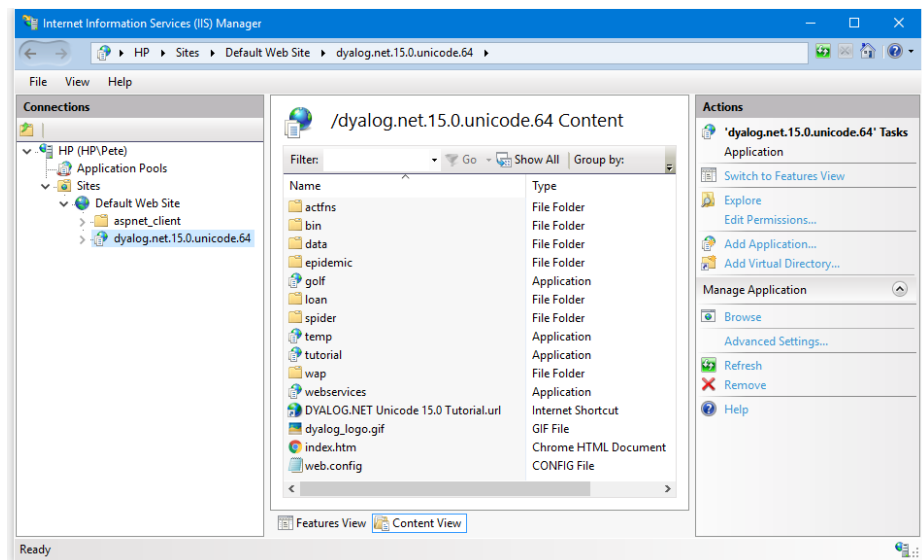 Internet Information Services (IIS) Manager
HP Sites Default Web Site dyalog.net.15.0.unicode.64
File View Help
Connections
HP (HP\Pete)
Application Pools
Sites
Default Web Site
aspnet_client
dyalog.net.15.0.unicode.64
/dyalog.net.15.0.unicode.64 Content
Filter: Go Show All Group by:
Name Type
actfns File Folder
bin File Folder
data File Folder
epidemic File Folder
golf Application
loan File Folder
spider File Folder
temp Application
tutorial Application
wap File Folder
webservices Application
DYALOG.NET Unicode 15.0 Tutorial.url Internet Shortcut
dyalog_logo.gif GIF File
index.htm Chrome HTML Document
web.config CONFIG File
Features View Content View
Actions
'dyalog.net.15.0.unicode.64' Tasks
Application
Switch to Features View
Explore
Edit Permissions...
Add Application...
Add Virtual Directory...
Manage Application
Browse
Advanced Settings...
Refresh
Remove
Help
Ready